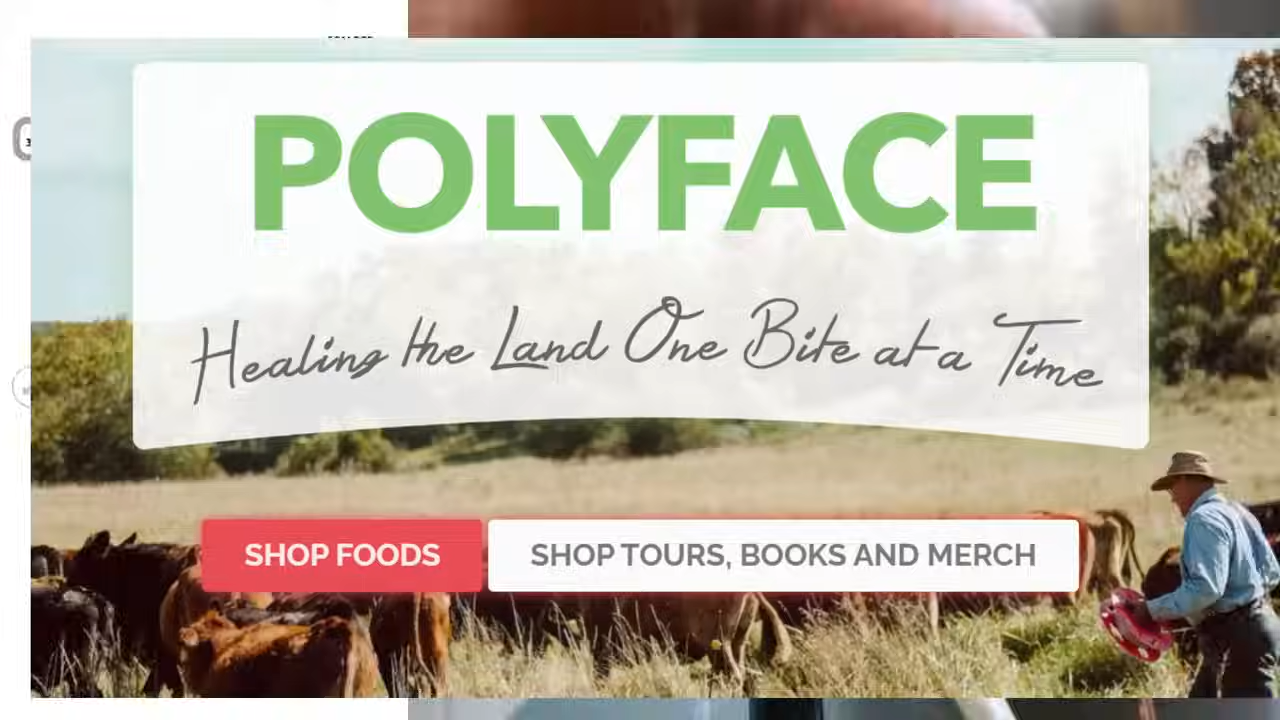 POLYFACE
Healing the Land One Bite at a Time
SHOP FOODS
SHOP TOURS, BOOKS AND MERCH